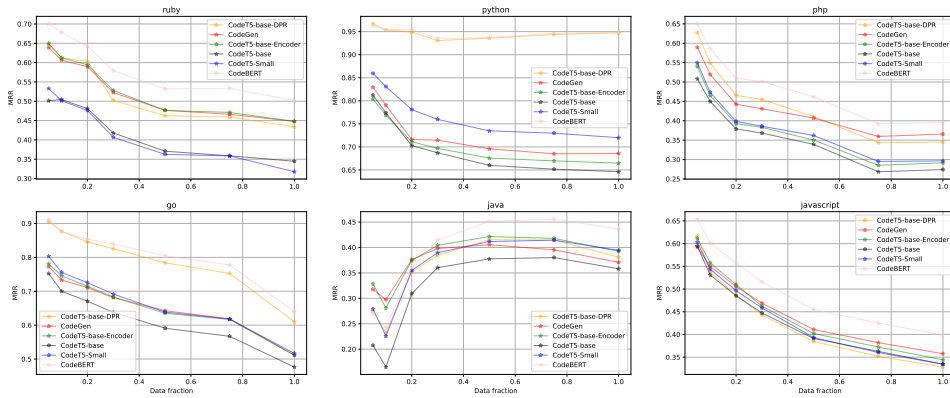 ruby
MRR
0.70
0.65
0.60
0.55
0.50
0.45
0.40
0.35
0.30
0.2 0.4 0.6 0.8 1.0
CodeT5-base-DPR
CodeGen
CodeT5-base-Encoder
CodeT5-base
CodeT5-Small
CodeBERT
python
MRR
0.95
0.90
0.85
0.80
0.75
0.70
0.65
0.2 0.4 0.6 0.8 1.0
CodeT5-base-DPR
CodeGen
CodeT5-base-Encoder
CodeT5-base
CodeT5-Small
CodeBERT
php
MRR
0.65
0.60
0.55
0.50
0.45
0.40
0.35
0.30
0.25
0.2 0.4 0.6 0.8 1.0
CodeT5-base-DPR
CodeGen
CodeT5-base-Encoder
CodeT5-base
CodeT5-Small
CodeBERT
go
MRR
0.9
0.8
0.7
0.6
0.5
0.2 0.4 0.6 0.8 1.0
Data fraction
CodeT5-base-DPR
CodeGen
CodeT5-base-Encoder
CodeT5-base
CodeT5-Small
CodeBERT
java
MRR
0.45
0.40
0.35
0.30
0.25
0.20
0.2 0.4 0.6 0.8 1.0
Data fraction
CodeT5-base-DPR
CodeGen
CodeT5-base-Encoder
CodeT5-base
CodeT5-Small
CodeBERT
javascript
MRR
0.65
0.60
0.55
0.50
0.45
0.40
0.35
0.2 0.4 0.6 0.8 1.0
Data fraction
CodeT5-base-DPR
CodeGen
CodeT5-base-Encoder
CodeT5-base
CodeT5-Small
CodeBERT